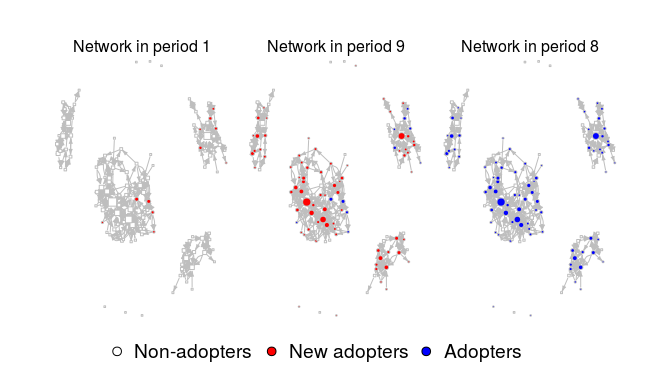 Network in period 1
Network in period 9
Network in period 8
Non-adopters
New adopters
Adopters